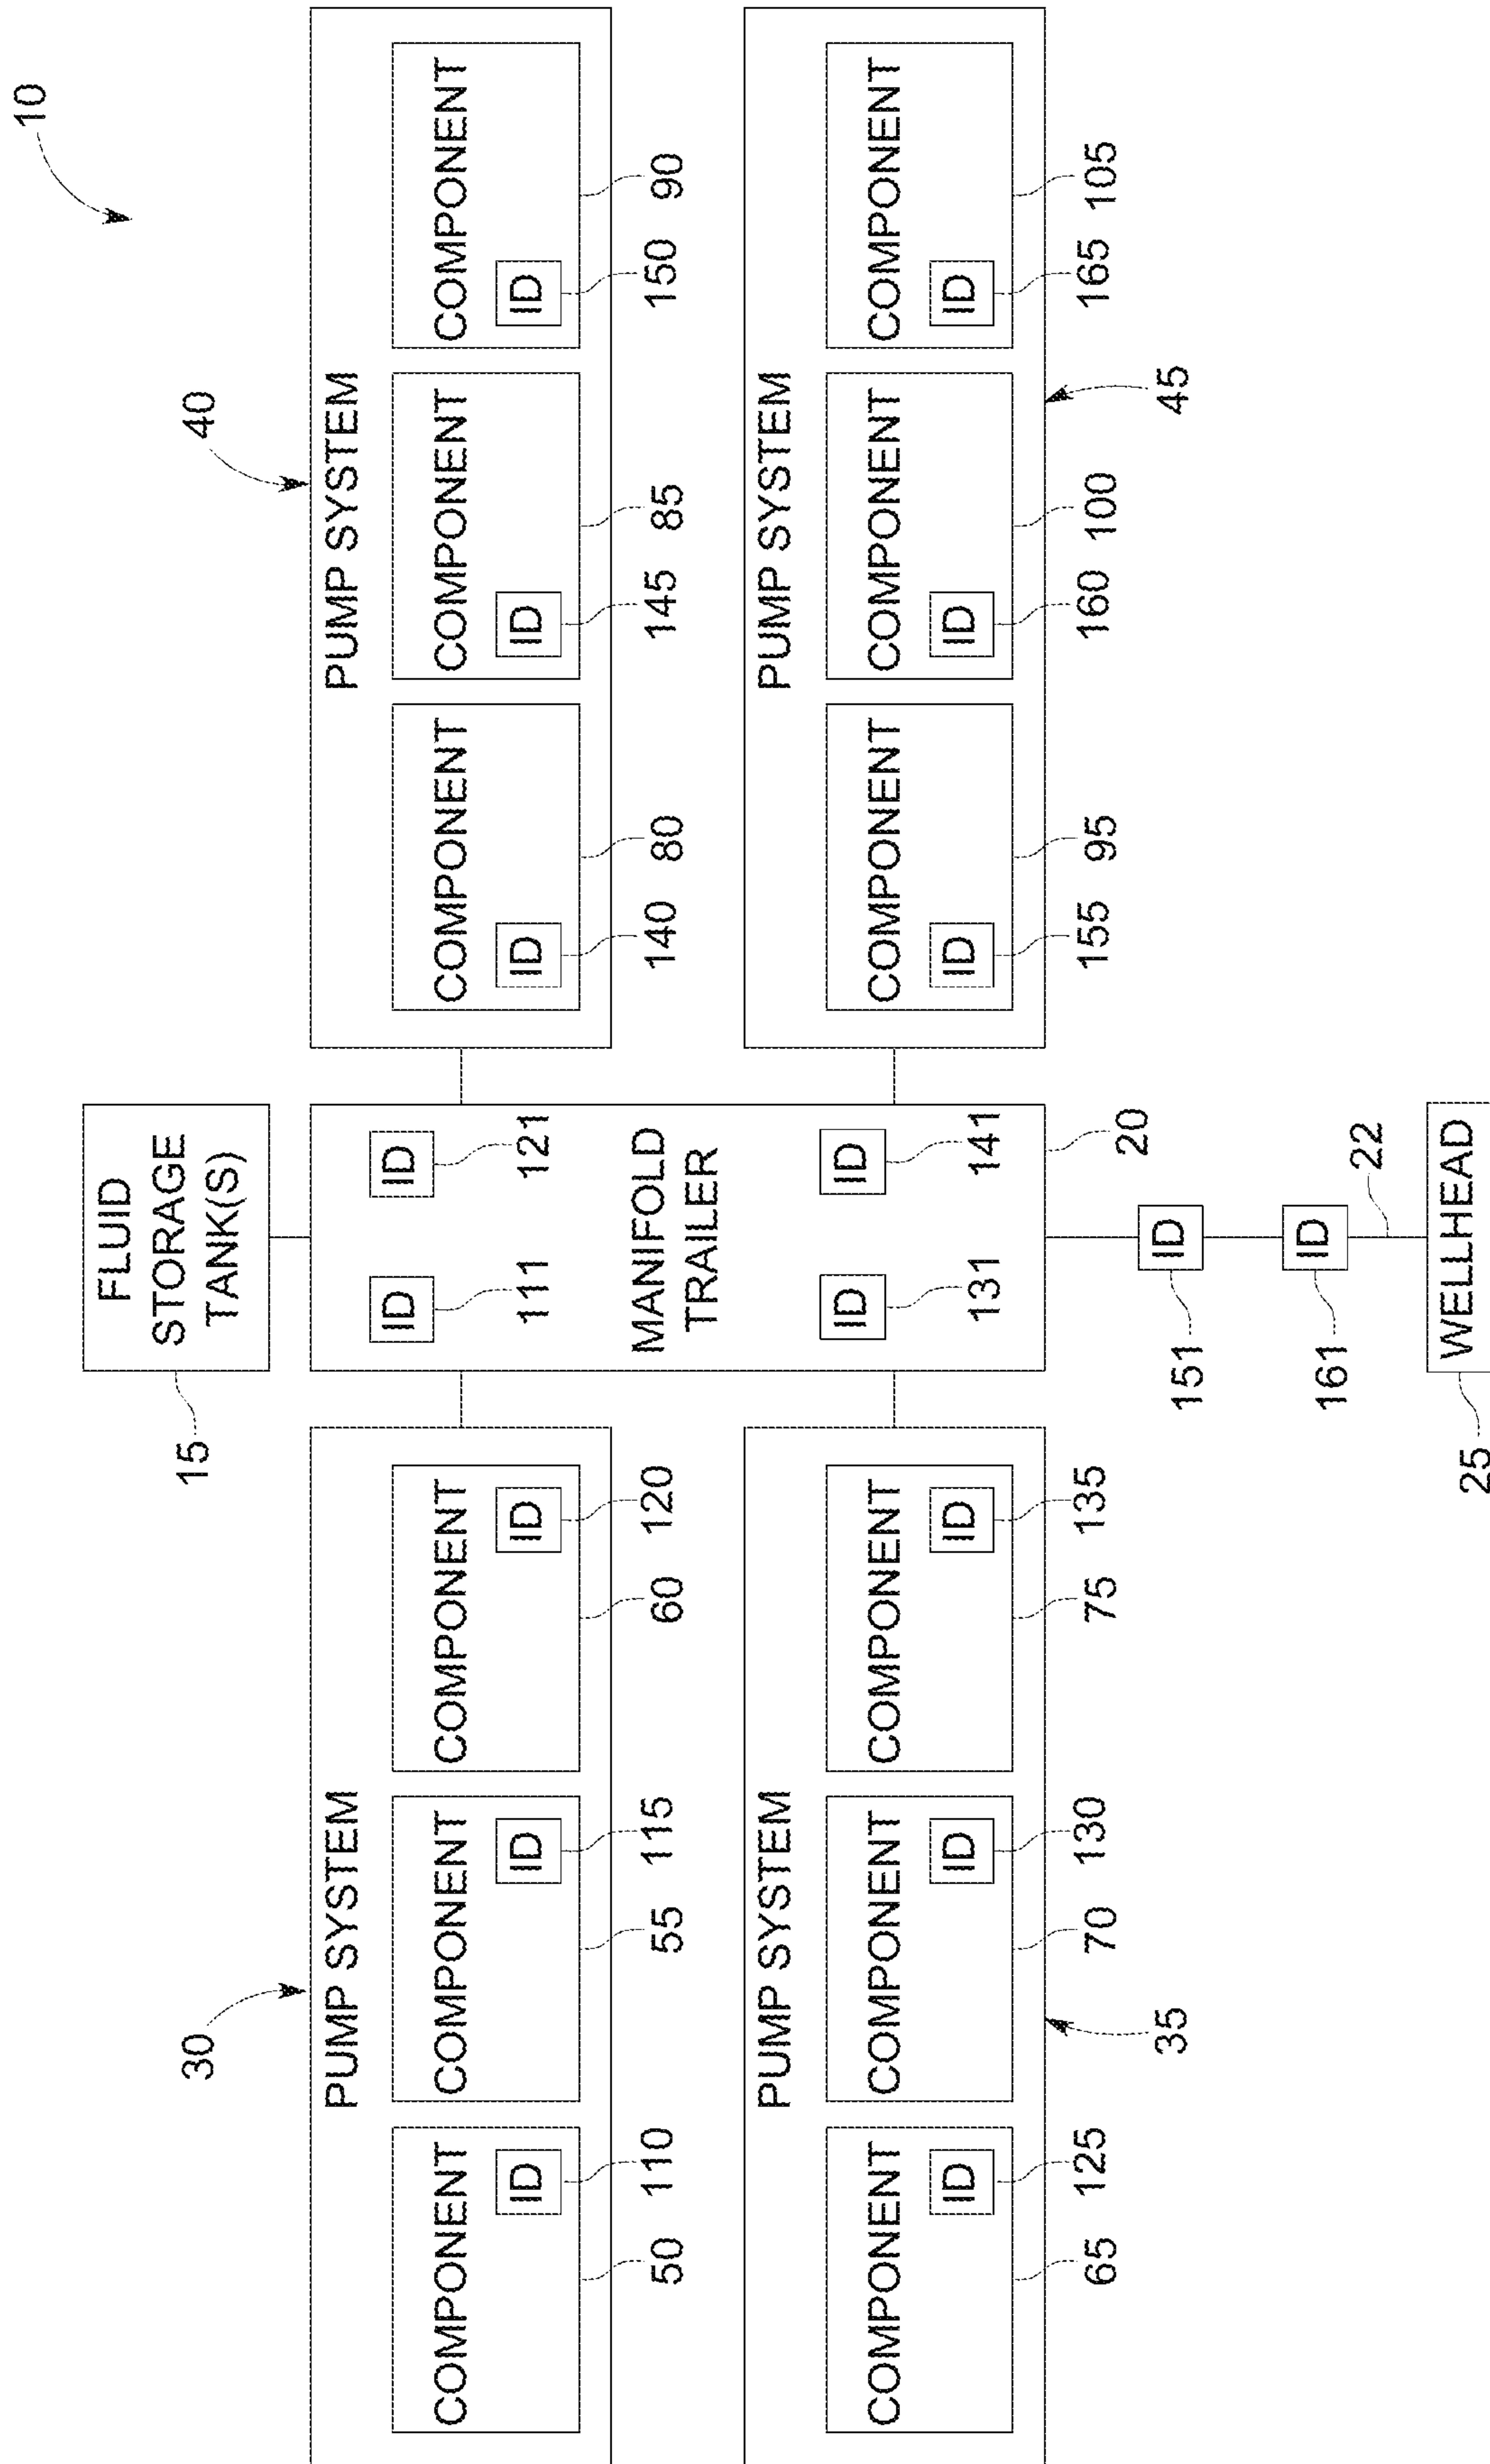 10
30
40
PUMP SYSTEM
COMPONENT
ID
50
110
COMPONENT
ID
55
115
COMPONENT
ID
60
120
15
FLUID
STORAGE
TANK(S)
ID
111
ID
121
MANIFOLD
TRAILER
ID
131
ID
141
20
PUMP SYSTEM
COMPONENT
ID
140
80
COMPONENT
ID
145
85
COMPONENT
ID
150
90
PUMP SYSTEM
COMPONENT
ID
65
125
COMPONENT
ID
70
130
COMPONENT
ID
75
135
35
PUMP SYSTEM
COMPONENT
ID
155
95
COMPONENT
ID
160
100
COMPONENT
ID
165
105
45
ID
151
ID
161
22
WELLHEAD
25